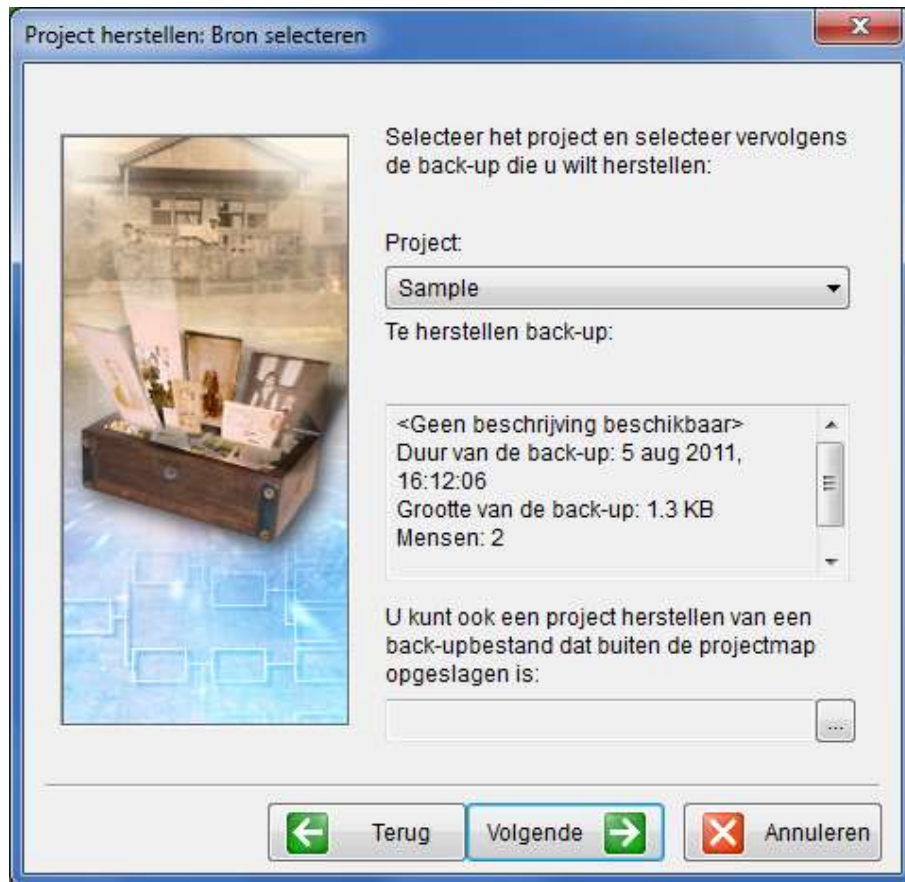 Project herstellen: Bron selecteren
Selecteer het project en selecteer vervolgens
de back-up die u wilt herstellen:
Project:
Sample
Te herstellen back-up:
<Geen beschrijving beschikbaar>
Duur van de back-up: 5 aug 2011,
16:12:06
Grootte van de back-up: 1.3 KB
Mensen: 2
U kunt ook een project herstellen van een
back-upbestand dat buiten de projectmap
opgeslagen is:
...
Terug
Volgende
Annuleren